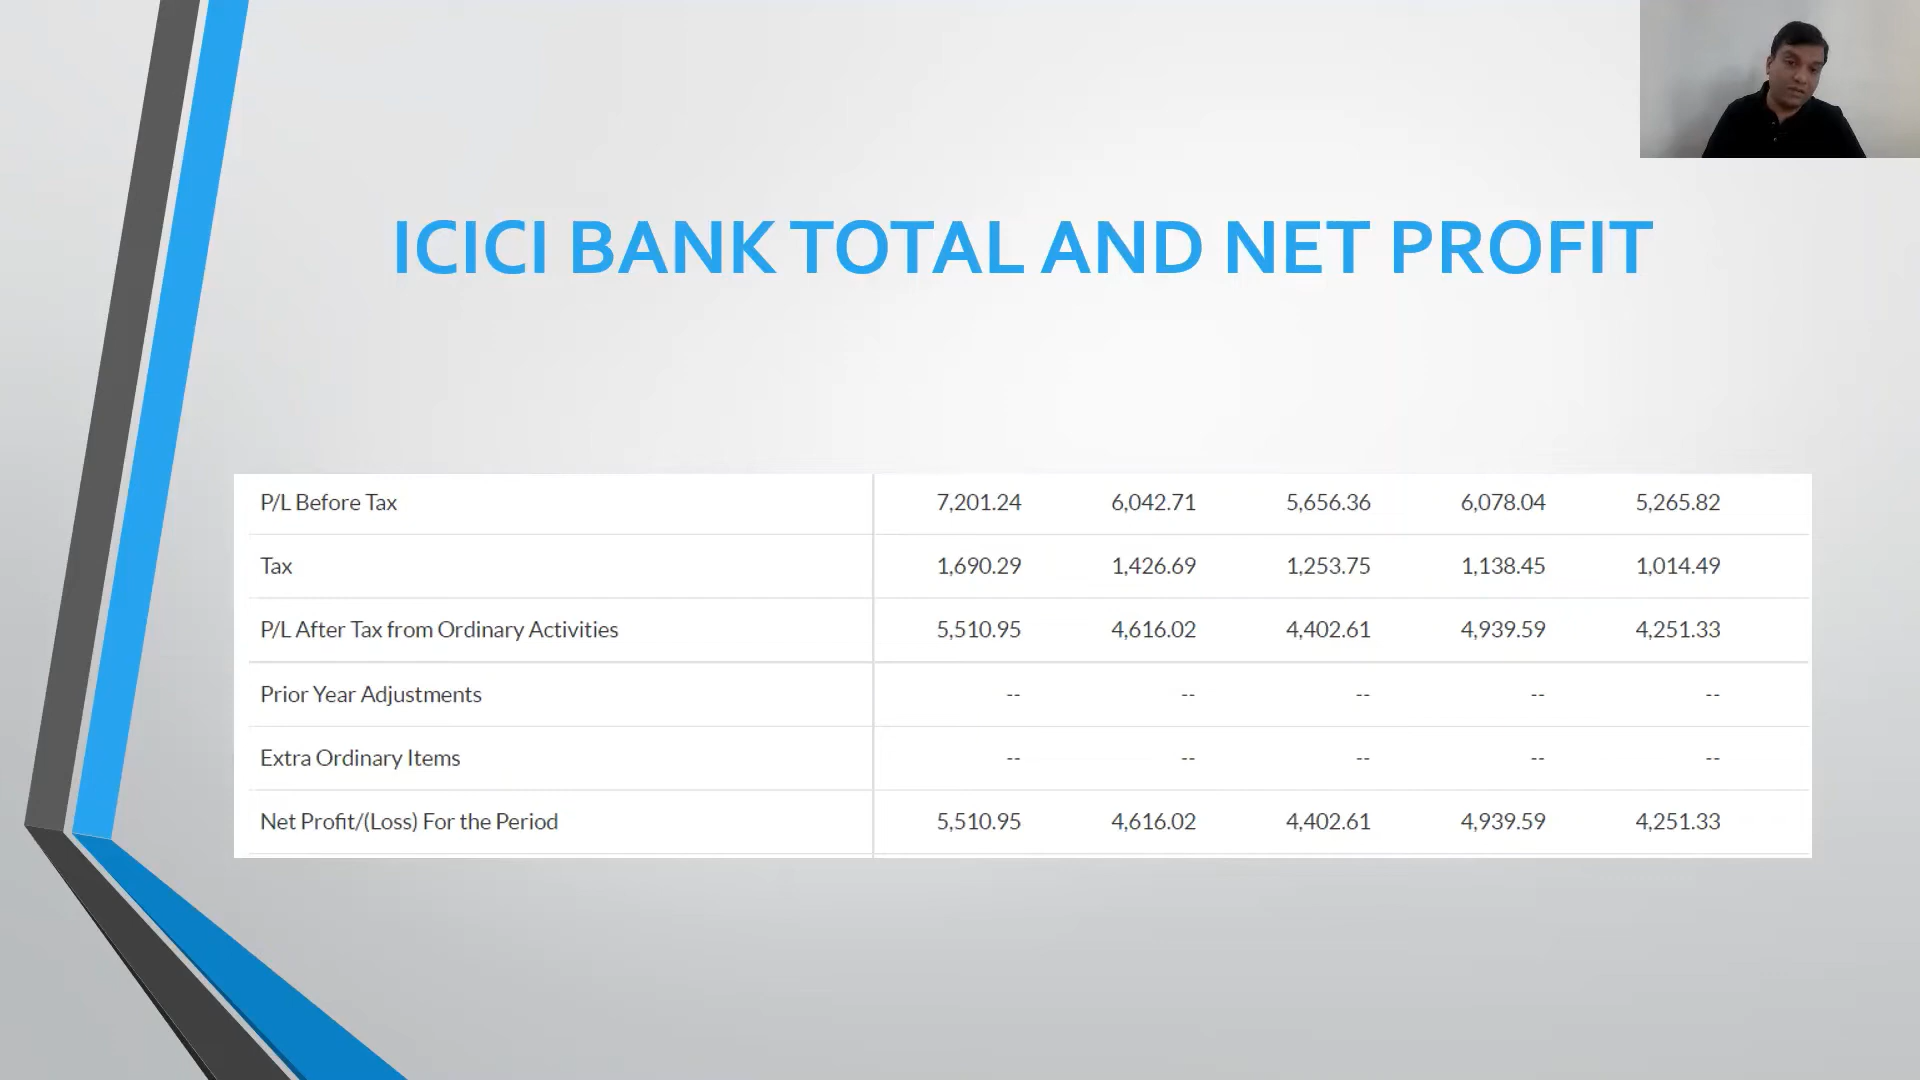 ICICI BANK TOTAL AND NET PROFIT
P/L Before Tax 7,201.24 6,042.71 5,656.36 6,078.04 5,265.82
Tax 1,690.29 1,426.69 1,253.75 1,138.45 1,014.49
P/L After Tax from Ordinary Activities 5,510.95 4,616.02 4,402.61 4,939.59 4,251.33
Prior Year Adjustments -- -- -- -- --
Extra Ordinary Items -- -- -- -- --
Net Profit/(Loss) For the Period 5,510.95 4,616.02 4,402.61 4,939.59 4,251.33